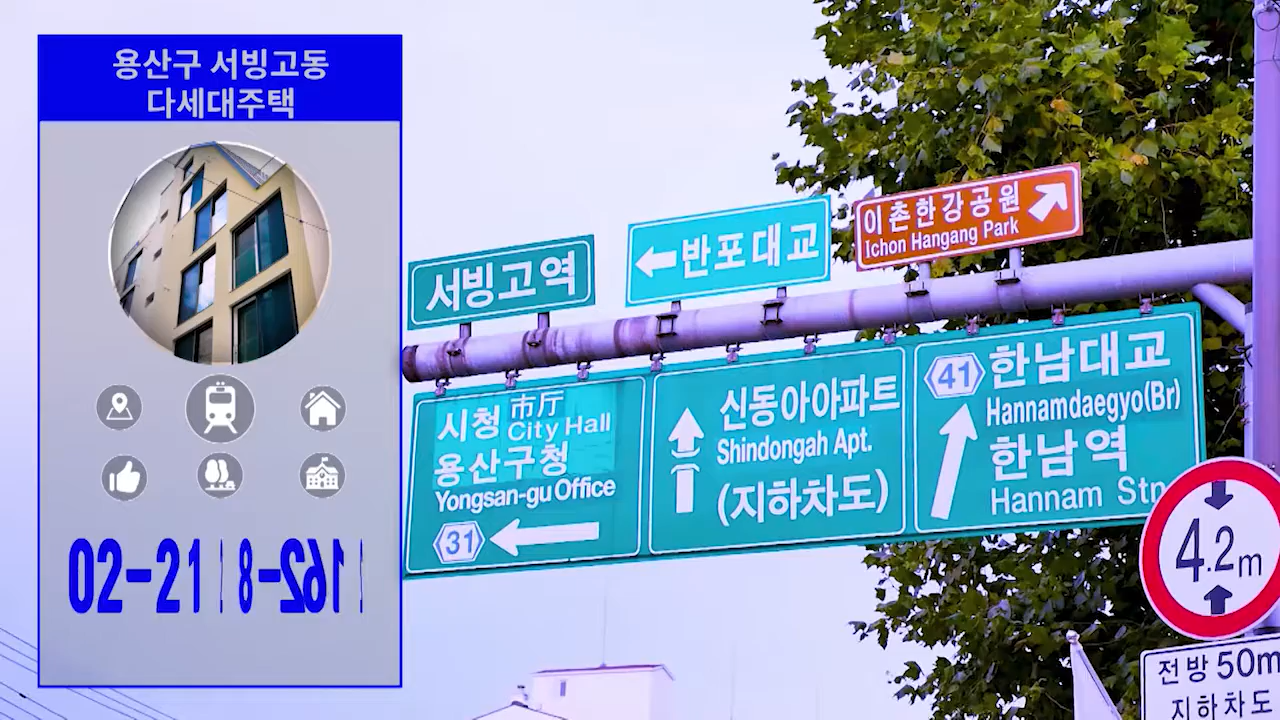 용산구 서빙고동
다세대주택
02-21
서빙고역
반포대교
이촌한강공원
Ichon Hangang Park
시청 市厅
City Hall
용산구청
Yongsan-gu Office
31
신동아아파트
Shindongah Apt.
(지하차도)
41 한남대교
Hannamdaegyo(Br)
한남역
Hannam Stn
4.2m
전방 50m
지하차도